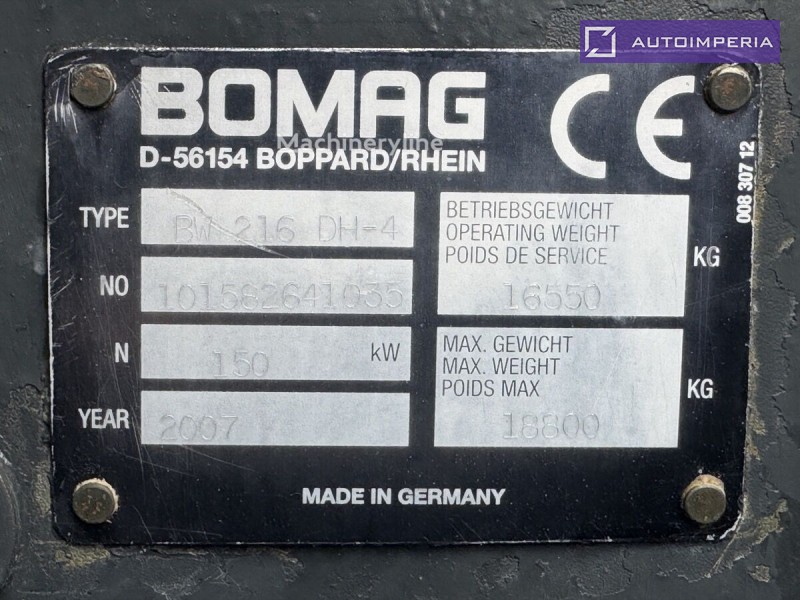 AUTOIMPERIA
BOMAG
CE
Machineryline
D-56154 BOPPARD/RHEIN
008 307 12
TYPE BW 216 DH-4
NO 101582641035
N 150 kW
YEAR 2007
BETRIEBSGEWICHT
OPERATING WEIGHT
POIDS DE SERVICE
16550 KG
MAX. GEWICHT
MAX. WEIGHT
POIDS MAX
18800 KG
MADE IN GERMANY